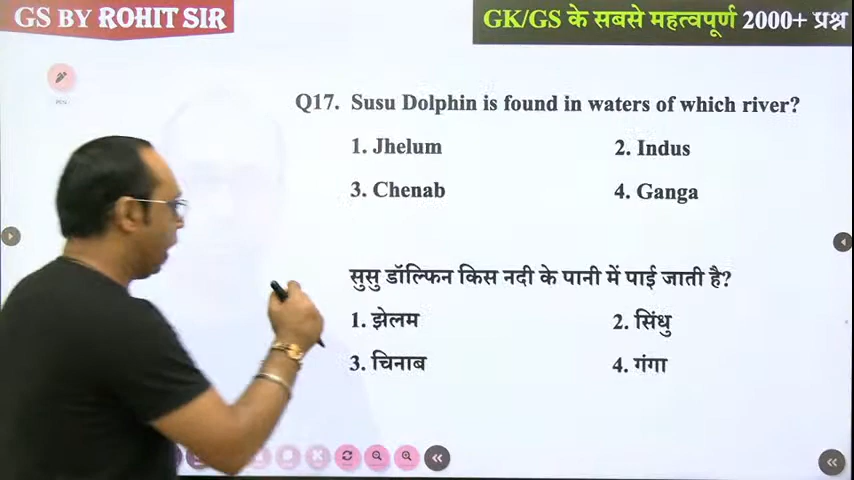 GS BY ROHIT SIR
GK/GS के सबसे महत्वपूर्ण 2000+ प्रश्न
PEN
Q17. Susu Dolphin is found in waters of which river?
1. Jhelum
2. Indus
3. Chenab
4. Ganga
सुसु डॉल्फिन किस नदी के पानी में पाई जाती है?
1. झेलम
2. सिंधु
3. चिनाब
4. गंगा